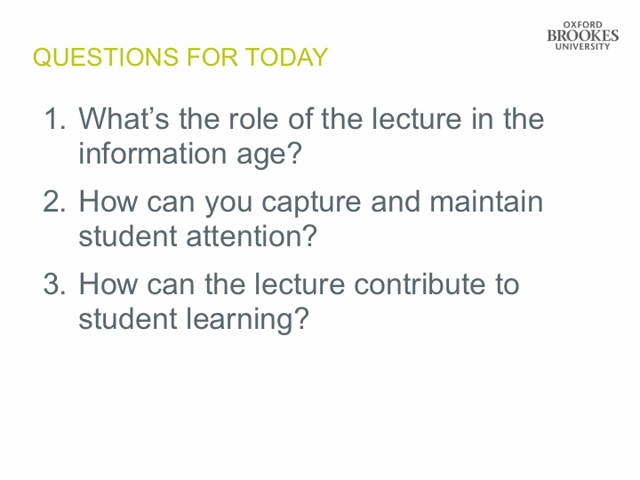 OXFORD
BROOKES
UNIVERSITY
QUESTIONS FOR TODAY
1. What’s the role of the lecture in the
information age?
2. How can you capture and maintain
student attention?
3. How can the lecture contribute to
student learning?